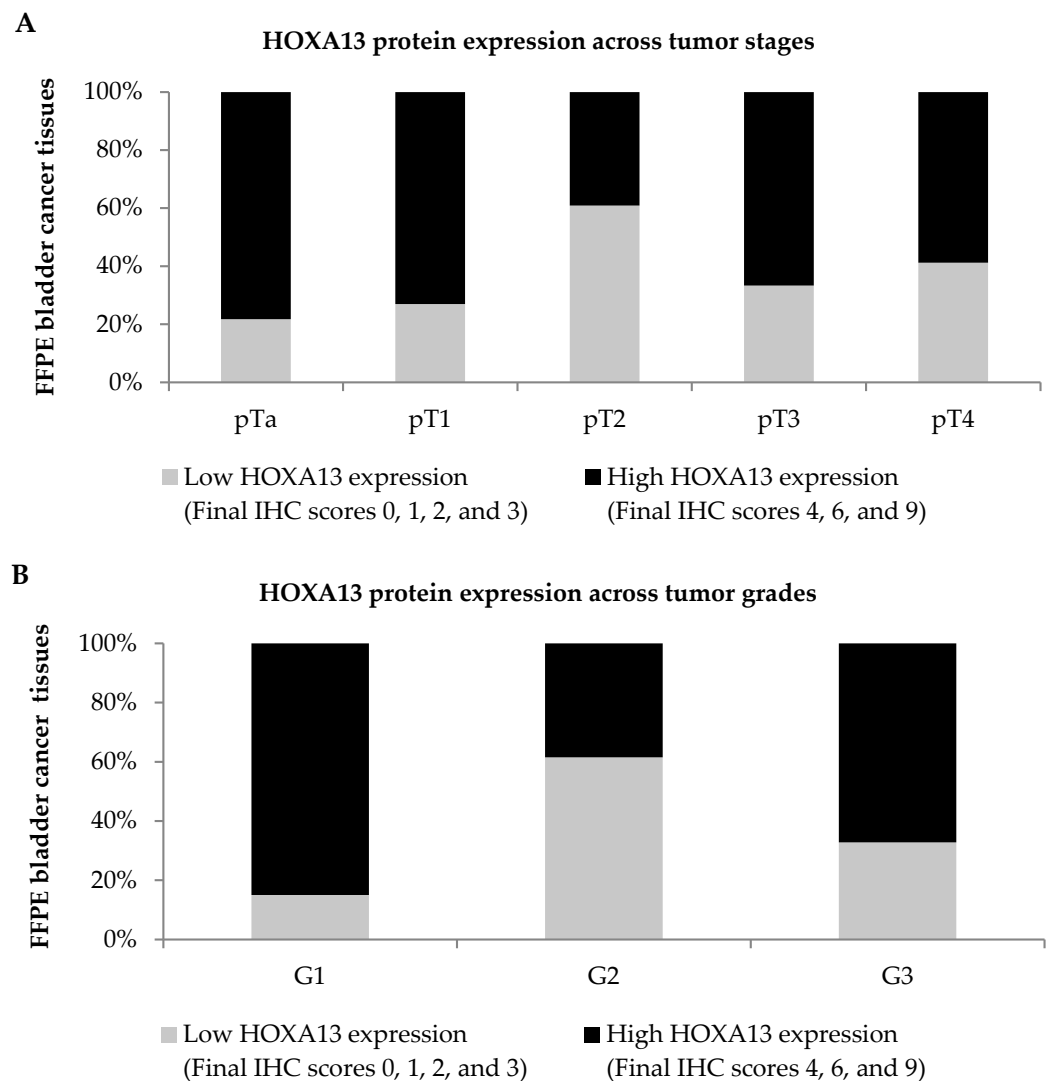 A
HOXA13 protein expression across tumor stages
FFPE bladder cancer tissues
100%
80%
60%
40%
20%
0%
pTa pT1 pT2 pT3 pT4
Low HOXA13 expression
(Final IHC scores 0, 1, 2, and 3)
High HOXA13 expression
(Final IHC scores 4, 6, and 9)
B
HOXA13 protein expression across tumor grades
FFPE bladder cancer tissues
100%
80%
60%
40%
20%
0%
G1 G2 G3
Low HOXA13 expression
(Final IHC scores 0, 1, 2, and 3)
High HOXA13 expression
(Final IHC scores 4, 6, and 9)